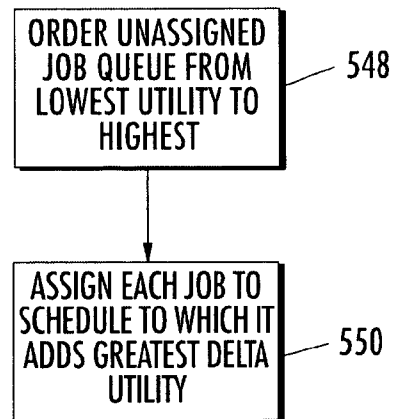 ORDER UNASSIGNED
JOB QUEUE FROM
LOWEST UTILITY TO
HIGHEST
548
ASSIGN EACH JOB TO
SCHEDULE TO WHICH IT
ADDS GREATEST DELTA
UTILITY
550